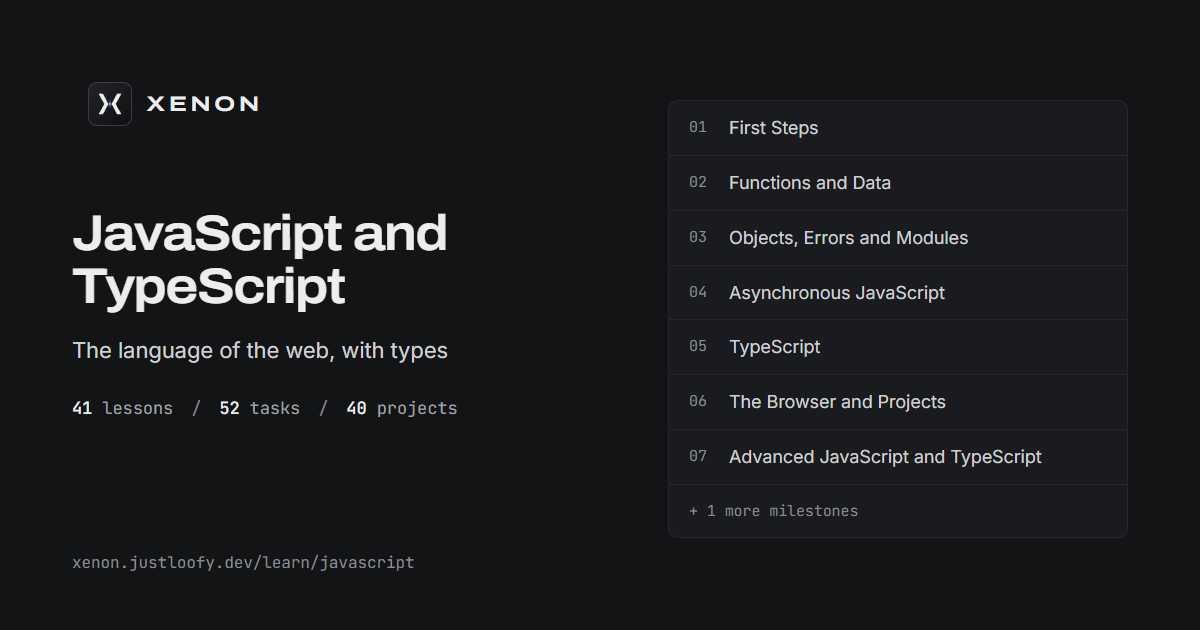 XENON
JavaScript and
TypeScript
The language of the web, with types
41 lessons / 52 tasks / 40 projects
xenon.justloofy.dev/learn/javascript
01 First Steps
02 Functions and Data
03 Objects, Errors and Modules
04 Asynchronous JavaScript
05 TypeScript
06 The Browser and Projects
07 Advanced JavaScript and TypeScript
+ 1 more milestones